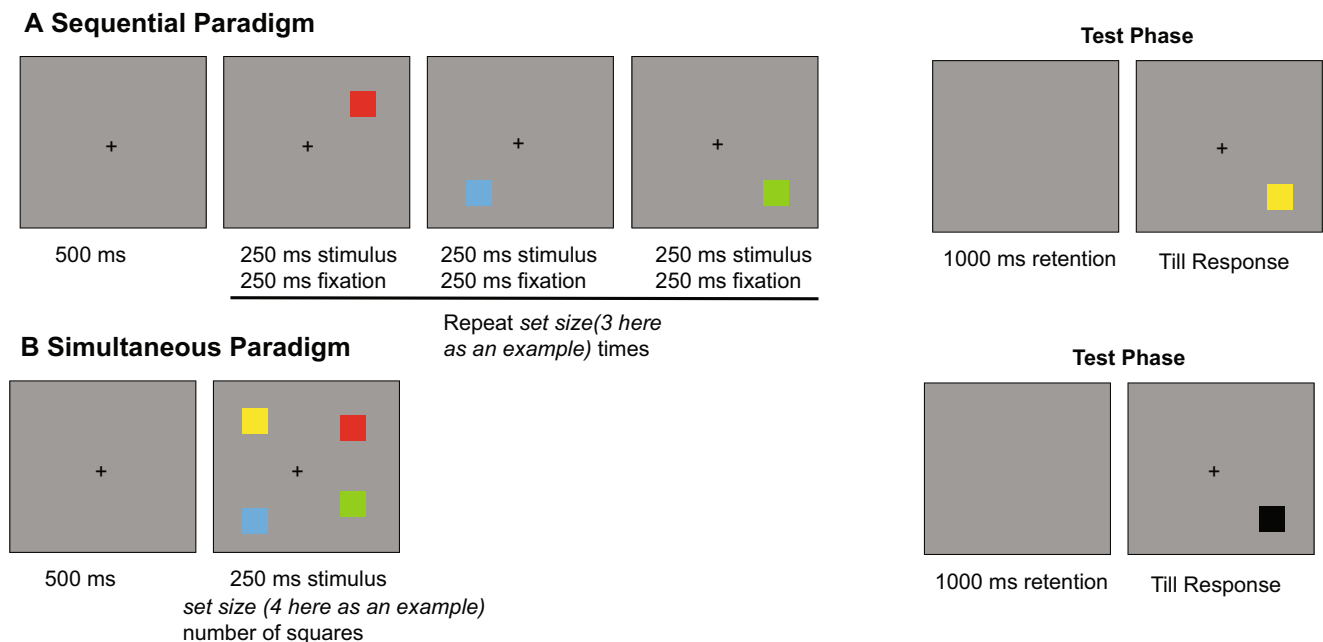 A Sequential Paradigm
Test Phase
500 ms
250 ms stimulus
250 ms fixation
250 ms stimulus
250 ms fixation
250 ms stimulus
250 ms fixation
1000 ms retention
Till Response
Repeat set size(3 here
as an example) times
B Simultaneous Paradigm
Test Phase
500 ms
250 ms stimulus
set size (4 here as an example)
number of squares
1000 ms retention
Till Response